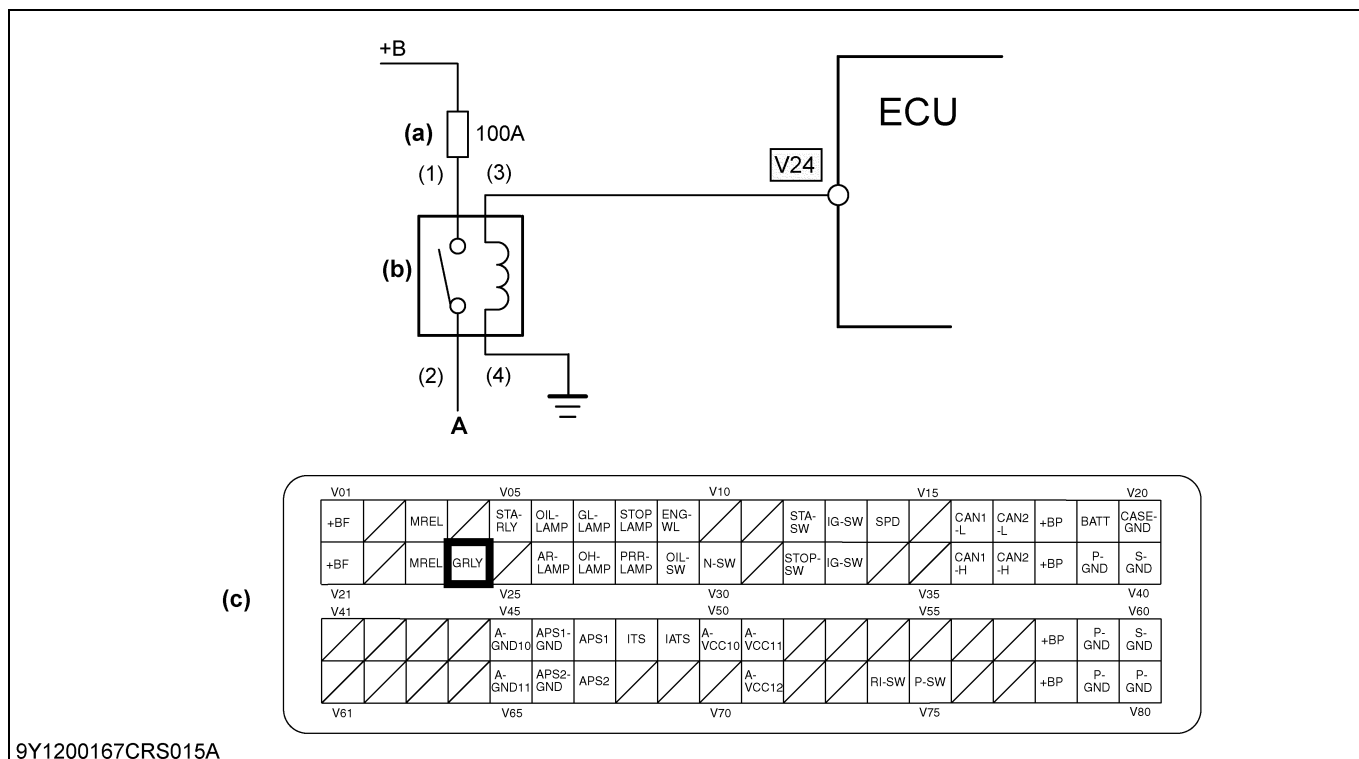 +B
ECU
(a) 100A
V24
(1) (3)
(b)
(2) (4)
A
V01 V05 V10 V15 V20
+BF MREL STA-RLY OIL-LAMP GL-LAMP STOP LAMP ENG-WL STA-SW IG-SW SPD CAN1-L CAN2-L +BP BATT CASE-GND
+BF MREL GRLY AR-LAMP OH-LAMP PRR-LAMP OIL-SW N-SW STOP-SW IG-SW CAN1-H CAN2-H +BP P-GND S-GND
V21 V25 V30 V35 V40
(c)
V41 V45 V50 V55 V60
A-GND10 APS1-GND APS1 ITS IATS A-VCC10 A-VCC11 +BP P-GND S-GND
A-GND11 APS2-GND APS2 A-VCC12 RI-SW P-SW +BP P-GND P-GND
V61 V65 V70 V75 V80
9Y1200167CRS015A